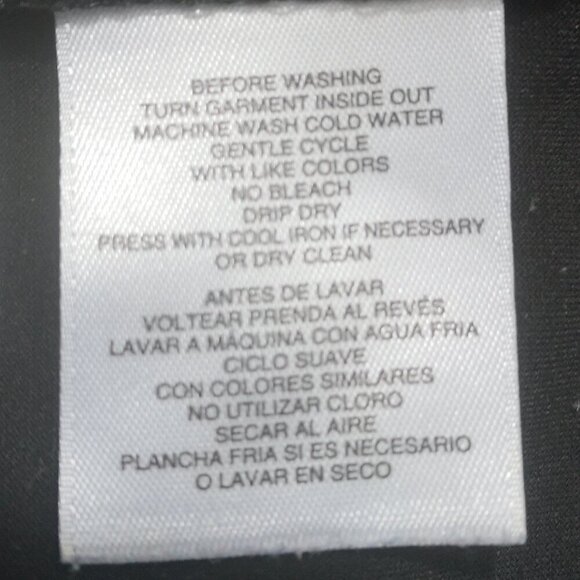 BEFORE WASHING
TURN GARMENT INSIDE OUT
MACHINE WASH COLD WATER
GENTLE CYCLE
WITH LIKE COLORS
NO BLEACH
DRIP DRY
PRESS WITH COOL IRON IF NECESSARY
OR DRY CLEAN
ANTES DE LAVAR
VOLTEAR PRENDA AL REVÉS
LAVAR A MÁQUINA CON AGUA FRIA
CICLO SUAVE
CON COLORES SIMILARES
NO UTILIZAR CLORO
SECAR AL AIRE
PLANCHA FRIA SI ES NECESARIO
O LAVAR EN SECO